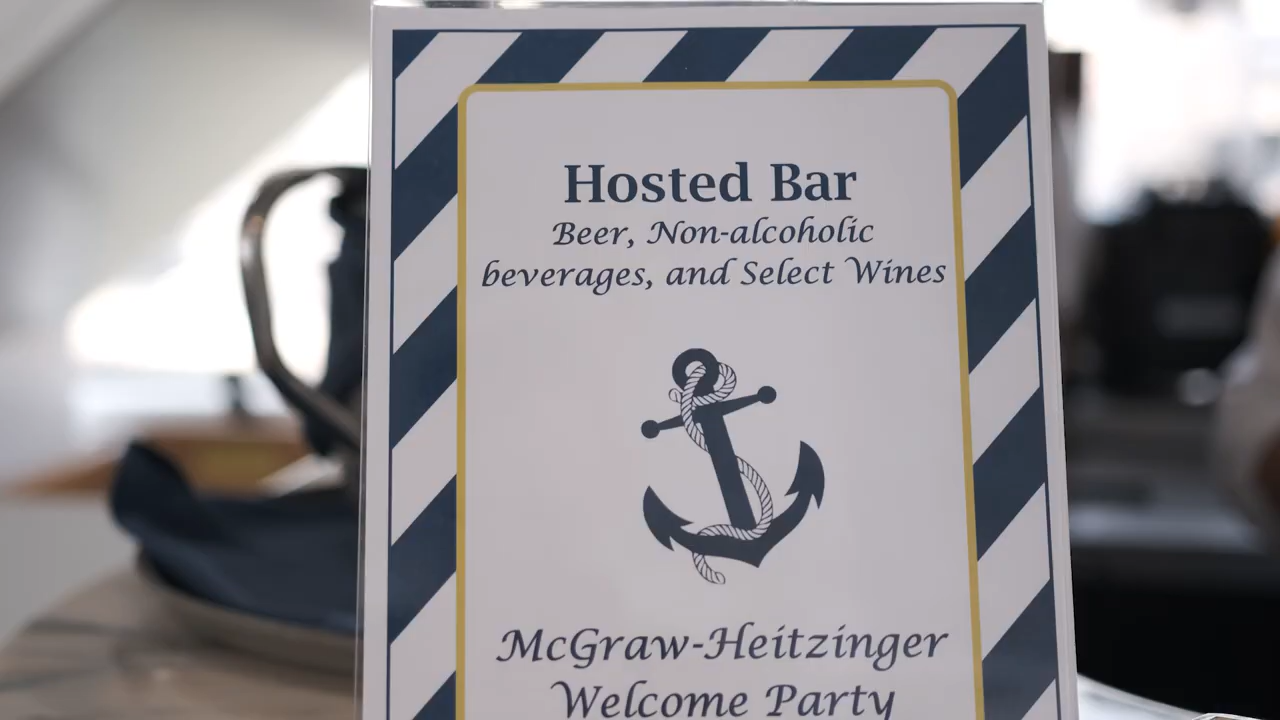 Hosted Bar
Beer, Non-alcoholic
beverages, and Select Wines
McGraw-Heitzinger
Welcome Party